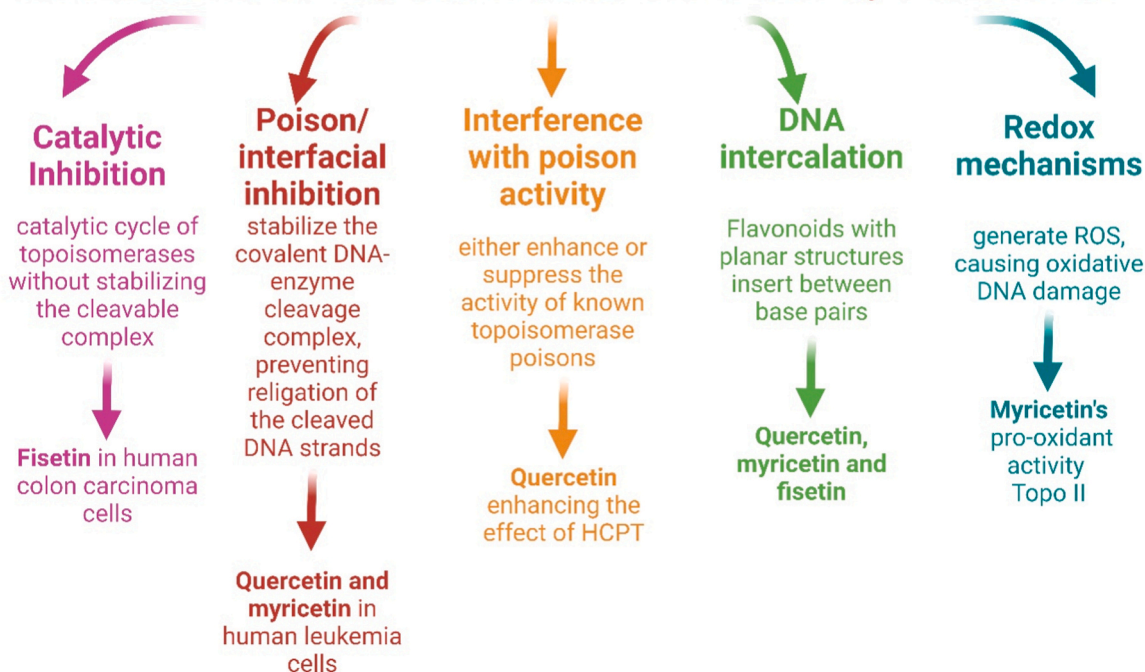 Catalytic
Inhibition
catalytic cycle of
topoisomerases
without stabilizing
the cleavable
complex
Fisetin in human
colon carcinoma
cells
Poison/
interfacial
inhibition
stabilize the
covalent DNA-
enzyme
cleavage
complex,
preventing
religation of
the cleaved
DNA strands
Quercetin and
myricetin in
human leukemia
cells
Interference
with poison
activity
either enhance or
suppress the
activity of known
topoisomerase
poisons
Quercetin
enhancing the
effect of HCPT
DNA
intercalation
Flavonoids with
planar structures
insert between
base pairs
Quercetin,
myricetin and
fisetin
Redox
mechanisms
generate ROS,
causing oxidative
DNA damage
Myricetin's
pro-oxidant
activity
Topo II